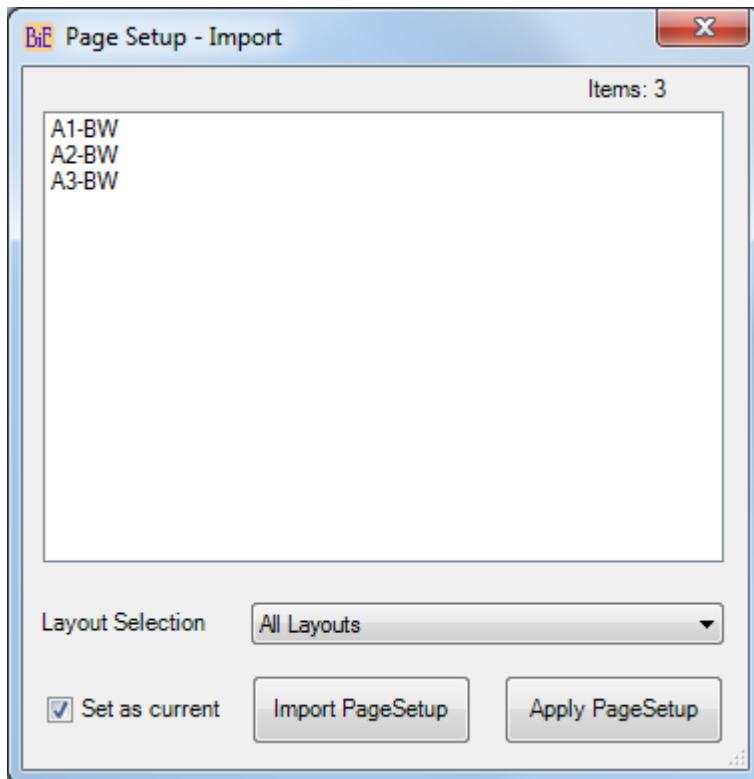 BiE Page Setup - Import
Items: 3
A1-BW
A2-BW
A3-BW
Layout Selection All Layouts
Set as current Import PageSetup Apply PageSetup